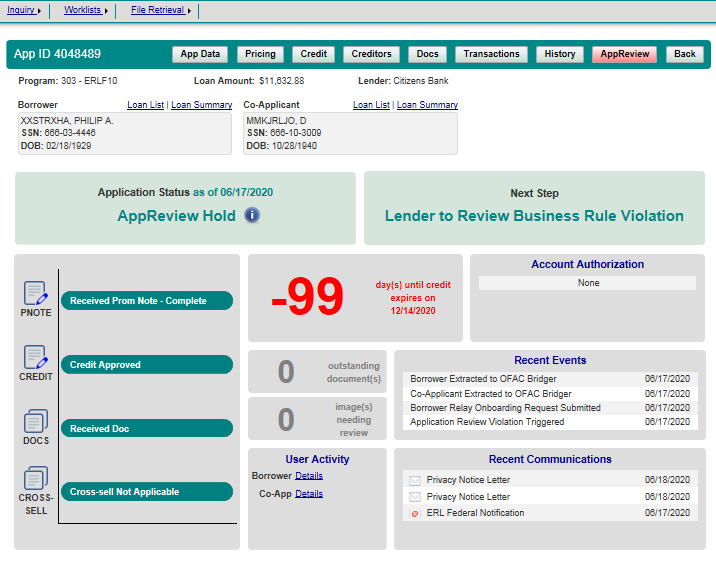 Inquiry Worklists File Retrieval
App ID 4048489 App Data Pricing Credit Creditors Docs Transactions History AppReview Back
Program: 303 - ERLF10 Loan Amount: $11,632.88 Lender: Citizens Bank
Borrower Loan List | Loan Summary Co-Applicant Loan List | Loan Summary
XXSTRXHA, PHILIP A. MMKJRLJO, D
SSN: 666-03-4446 SSN: 666-10-3009
DOB: 02/18/1929 DOB: 10/28/1940
Application Status as of 06/17/2020
AppReview Hold i
Next Step
Lender to Review Business Rule Violation
PNOTE
Received Prom Note - Complete
CREDIT
Credit Approved
DOCS
Received Doc
CROSS-
SELL
Cross-sell Not Applicable
-99
day(s) until credit
expires on
12/14/2020
Account Authorization
None
0
outstanding
document(s)
0
image(s)
needing
review
Recent Events
Borrower Extracted to OFAC Bridger 06/17/2020
Co-Applicant Extracted to OFAC Bridger 06/17/2020
Borrower Relay Onboarding Request Submitted 06/17/2020
Application Review Violation Triggered 06/17/2020
User Activity
Borrower Details
Co-App Details
Recent Communications
Privacy Notice Letter 06/18/2020
Privacy Notice Letter 06/18/2020
@ ERL Federal Notification 06/17/2020